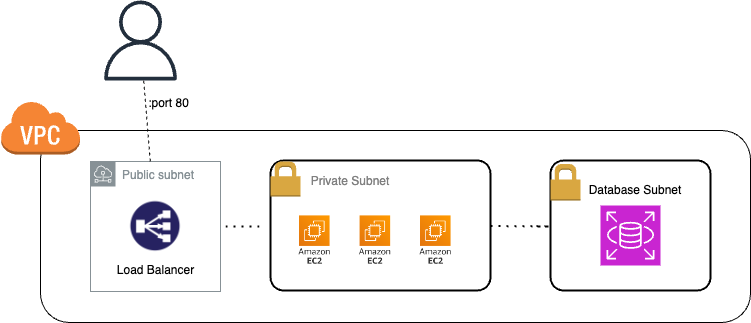 :port 80
VPC
Public subnet
Load Balancer
Private Subnet
Amazon
EC2
Amazon
EC2
Amazon
EC2
Database Subnet